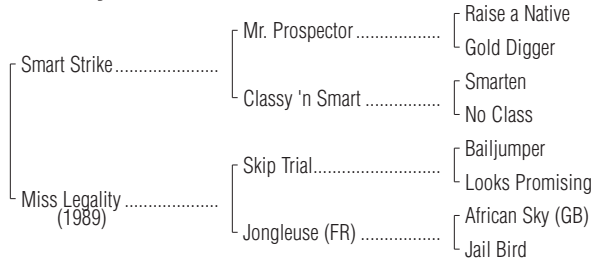 Raise a Native
Mr. Prospector ..................
Gold Digger
Smart Strike......................
Smarten
Classy 'n Smart ................
No Class
Bailjumper
Skip Trial...........................
Looks Promising
Miss Legality ....................
(1989)
African Sky (GB)
Jongleuse (FR) .................
Jail Bird